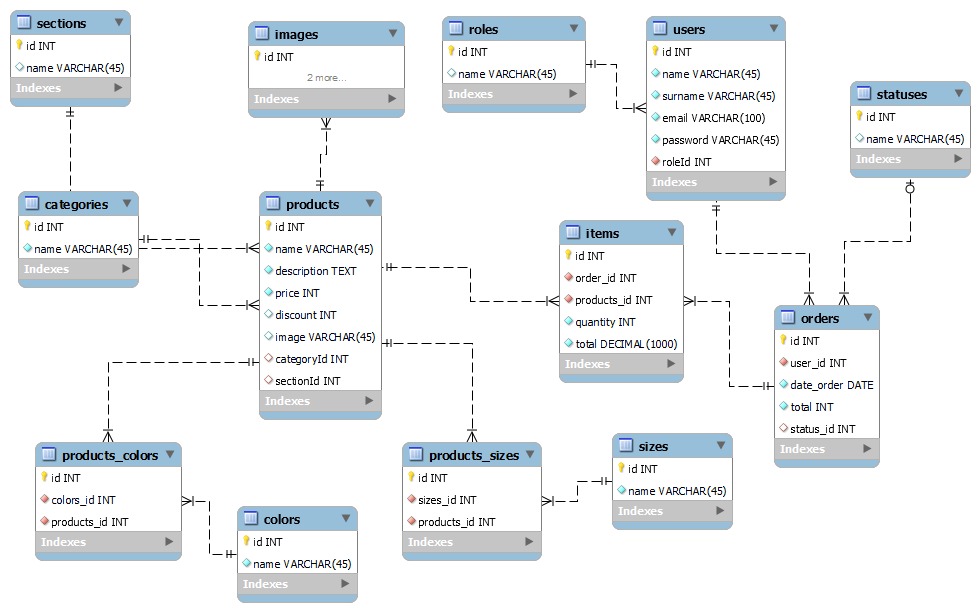 sections
id INT
name VARCHAR(45)
Indexes
images
id INT
2 more...
Indexes
roles
id INT
name VARCHAR(45)
Indexes
users
id INT
name VARCHAR(45)
surname VARCHAR(45)
email VARCHAR(100)
password VARCHAR(45)
roleId INT
Indexes
statuses
id INT
name VARCHAR(45)
Indexes
categories
id INT
name VARCHAR(45)
Indexes
products
id INT
name VARCHAR(45)
description TEXT
price INT
discount INT
image VARCHAR(45)
categoryId INT
sectionId INT
Indexes
items
id INT
order_id INT
products_id INT
quantity INT
total DECIMAL(1000)
Indexes
orders
id INT
user_id INT
date_order DATE
total INT
status_id INT
Indexes
products_colors
id INT
colors_id INT
products_id INT
Indexes
colors
id INT
name VARCHAR(45)
Indexes
products_sizes
id INT
sizes_id INT
products_id INT
Indexes
sizes
id INT
name VARCHAR(45)
Indexes